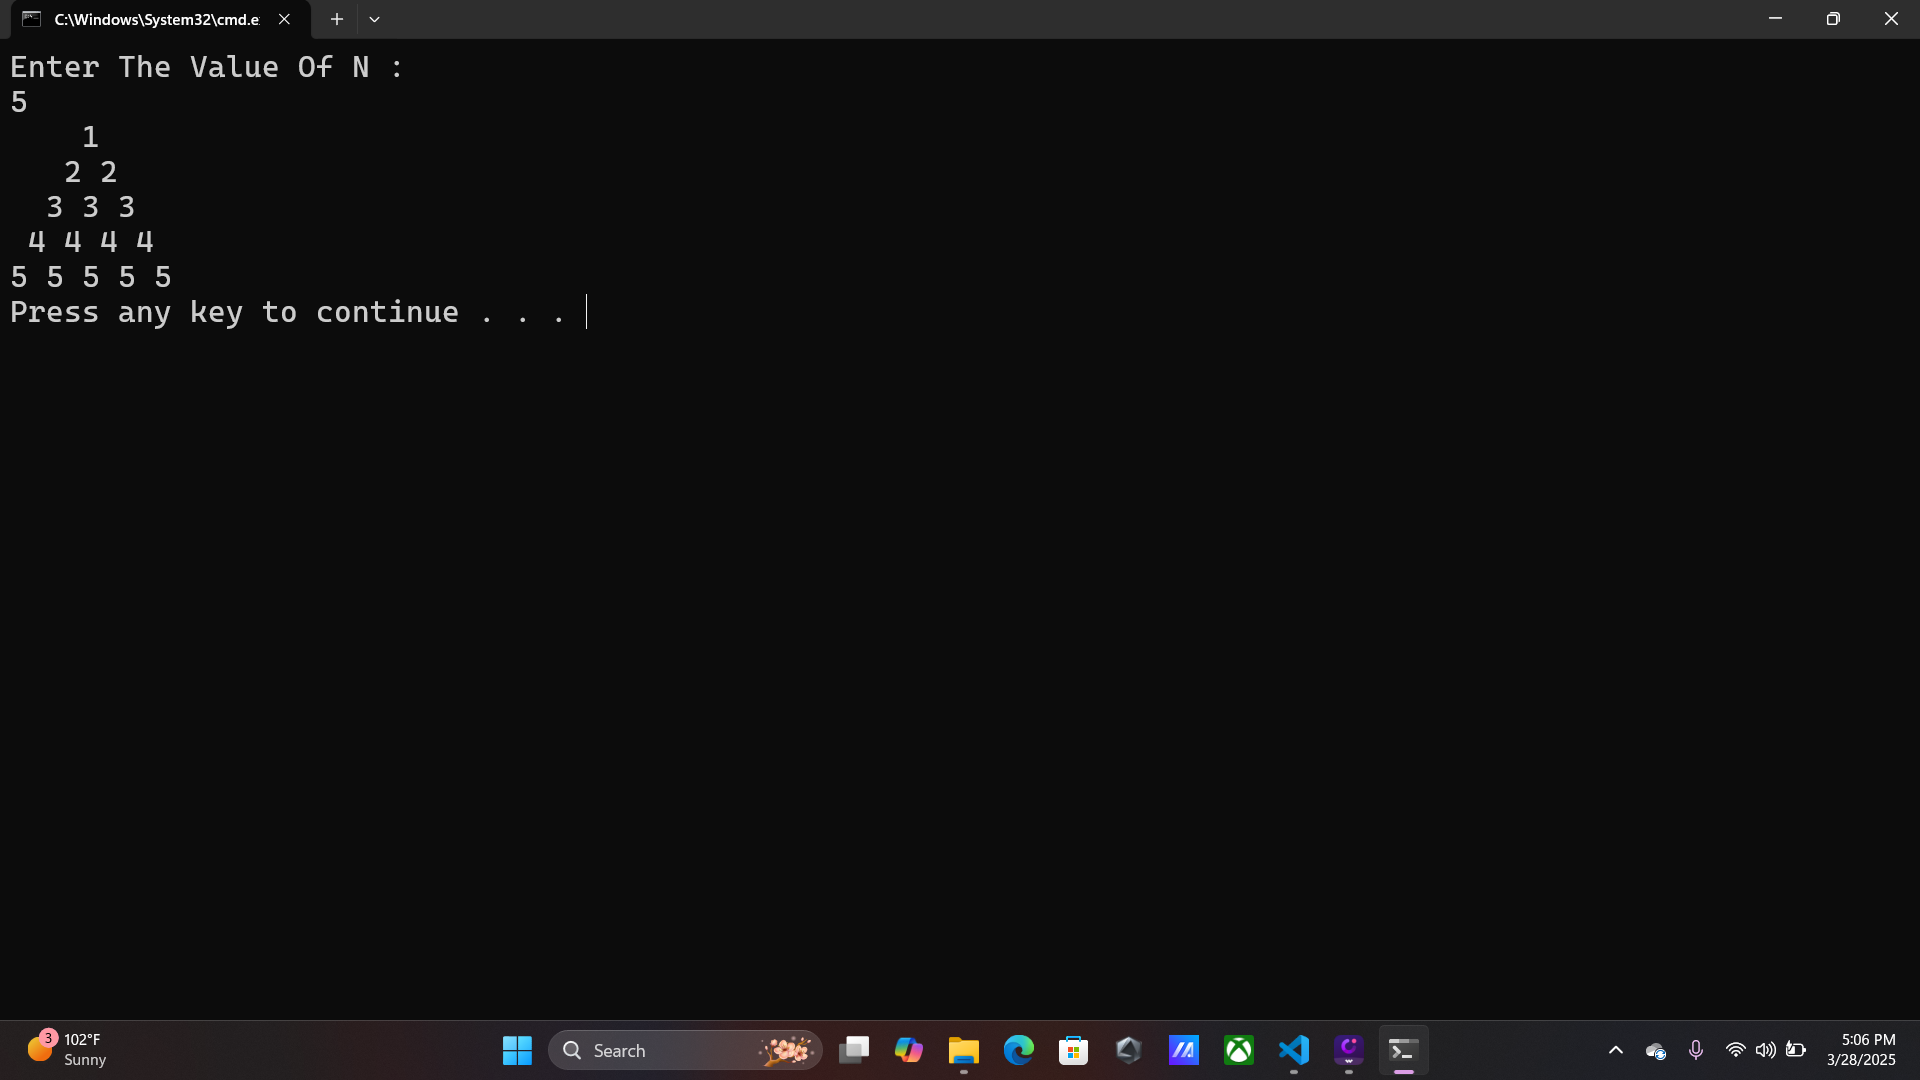 C:\Windows\System32\cmd.e
Enter The Value Of N :
5
    1
   2 2
  3 3 3
 4 4 4 4
5 5 5 5 5
Press any key to continue . . .
3
102°F
Sunny
Search
5:06 PM
3/28/2025